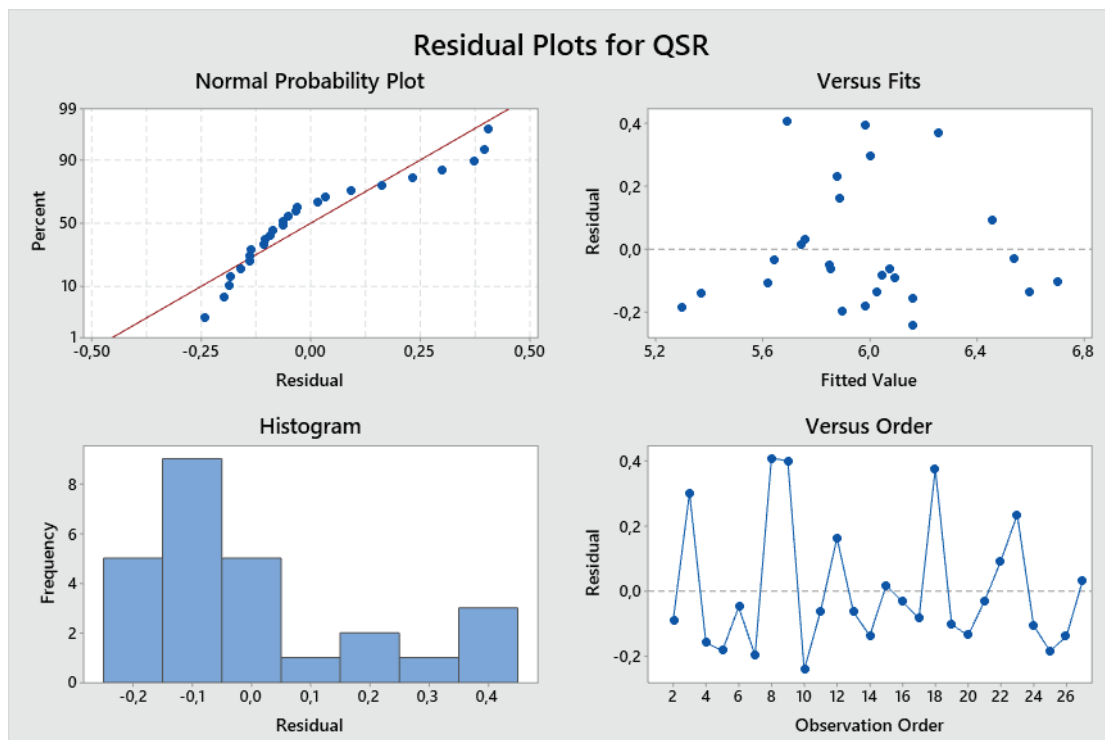 Residual Plots for QSR
Normal Probability Plot
99
90
50
10
1
Percent
-0,50 -0,25 0,00 0,25 0,50
Residual
Versus Fits
0,4
0,2
0,0
-0,2
Residual
5,2 5,6 6,0 6,4 6,8
Fitted Value
Histogram
8
6
4
2
0
Frequency
-0,2 -0,1 0,0 0,1 0,2 0,3 0,4
Residual
Versus Order
0,4
0,2
0,0
-0,2
Residual
2 4 6 8 10 12 14 16 18 20 22 24 26
Observation Order